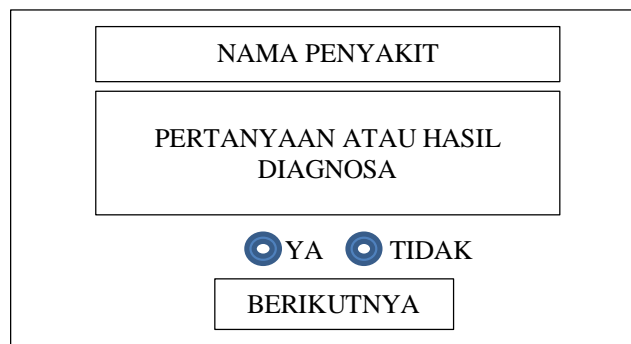 NAMA PENYAKIT
PERTANYAAN ATAU HASIL
DIAGNOSA
YA TIDAK
BERIKUTNYA